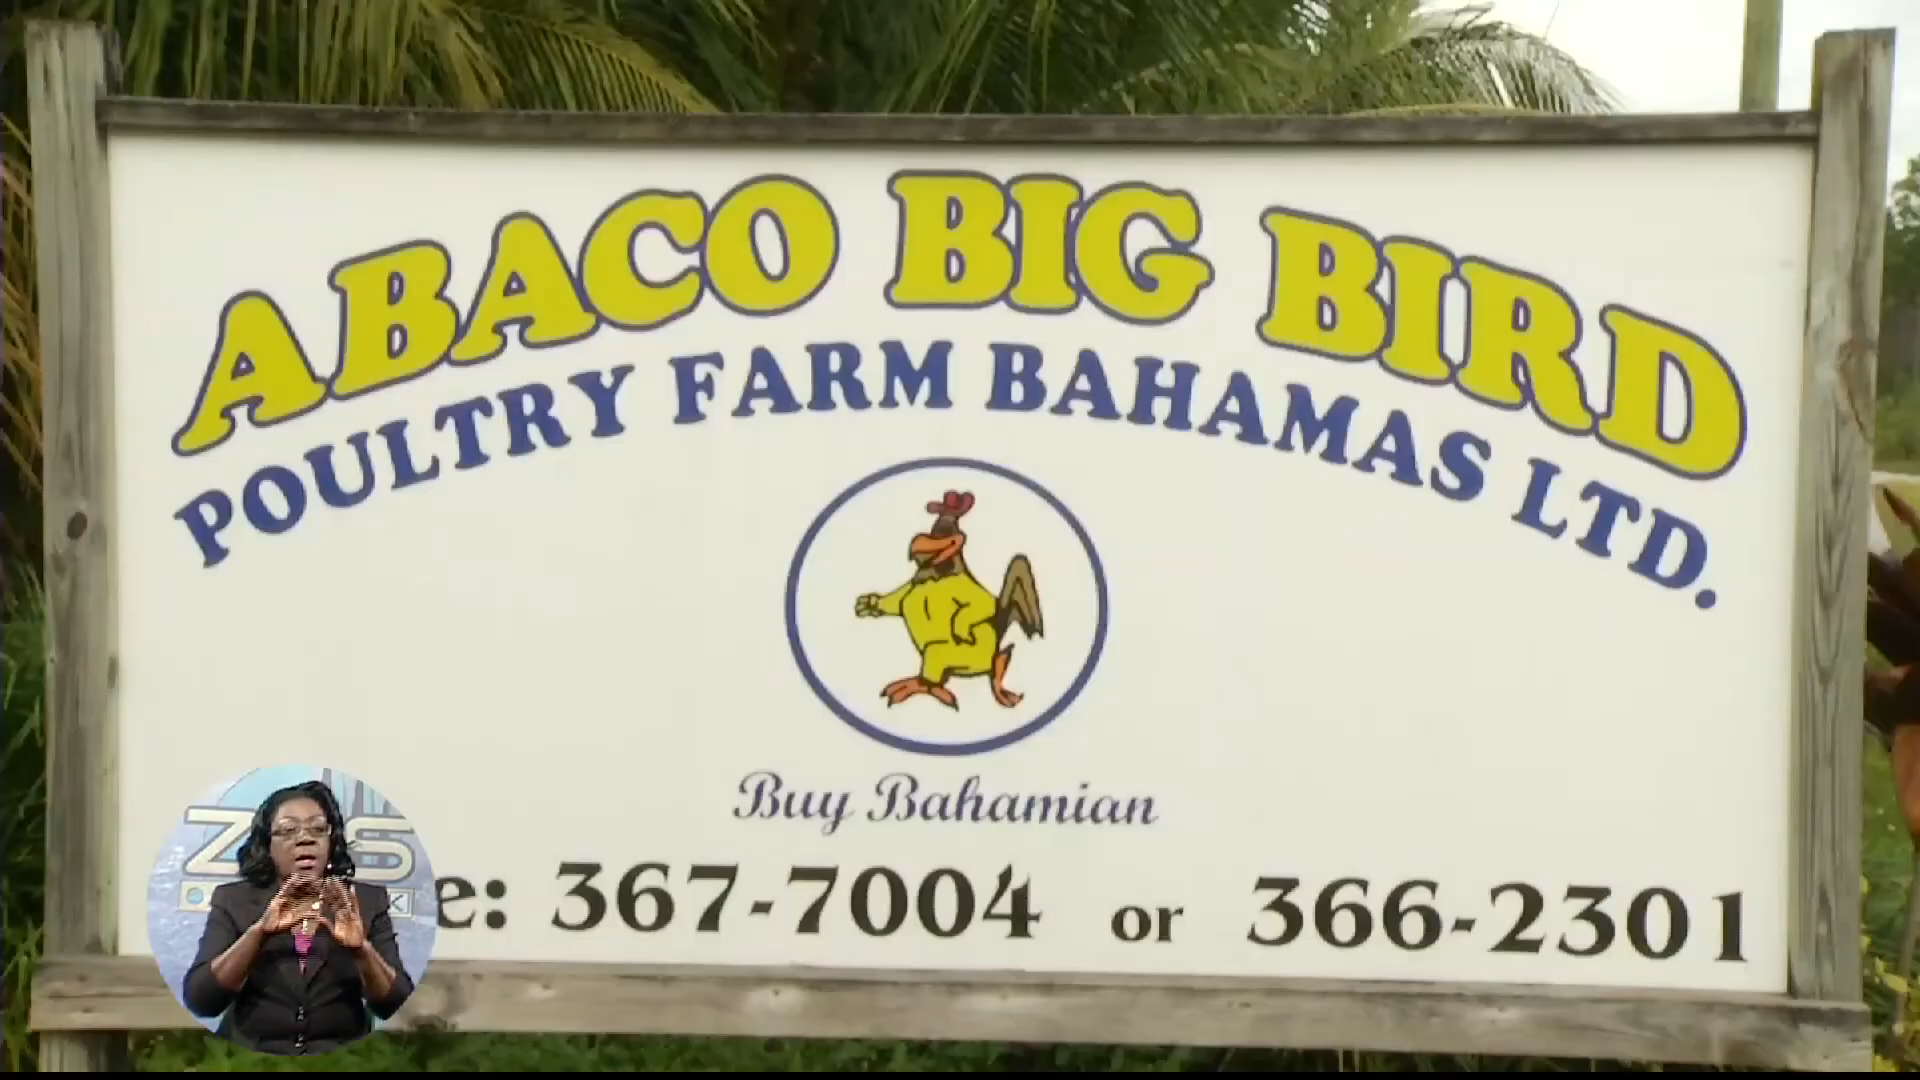 ABACO BIG BIRD
POULTRY FARM BAHAMAS LTD.
Buy Bahamian
e: 367-7004 or 366-2301